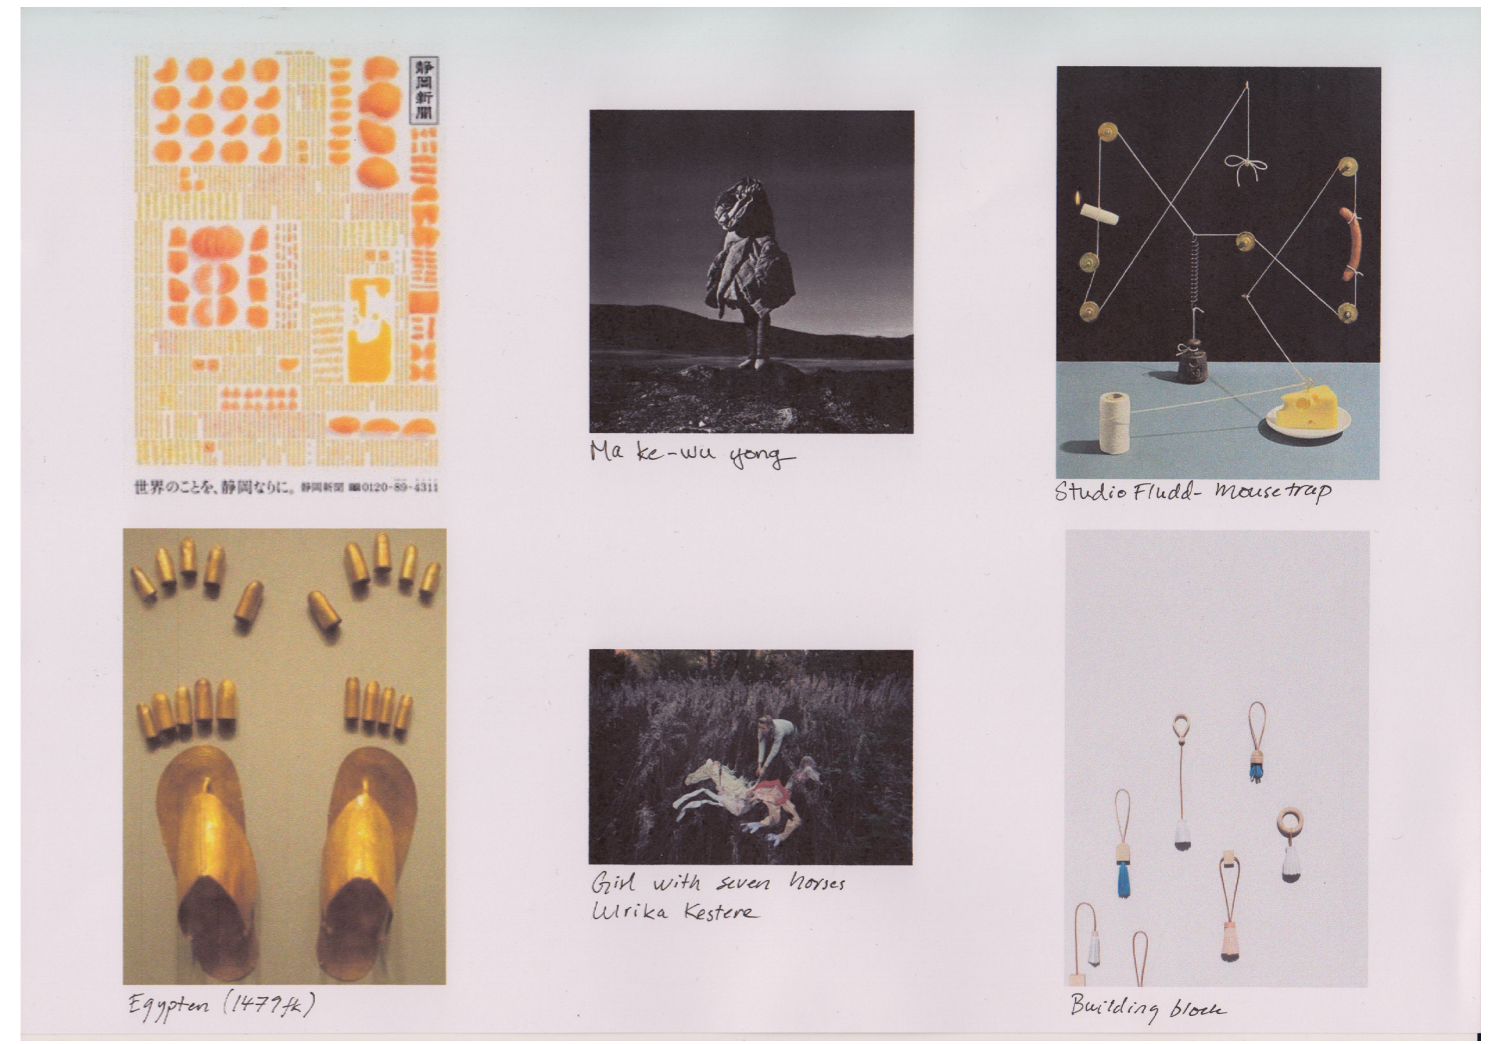 静岡新聞
世界のことを、静岡なりに。 静岡新聞 0120-89-4311
Ma ke-wu yong
Studio Fludd- Mousetrap
Egypten (1479fk)
Girl with seven horses
Ulrika Kestere
Building block